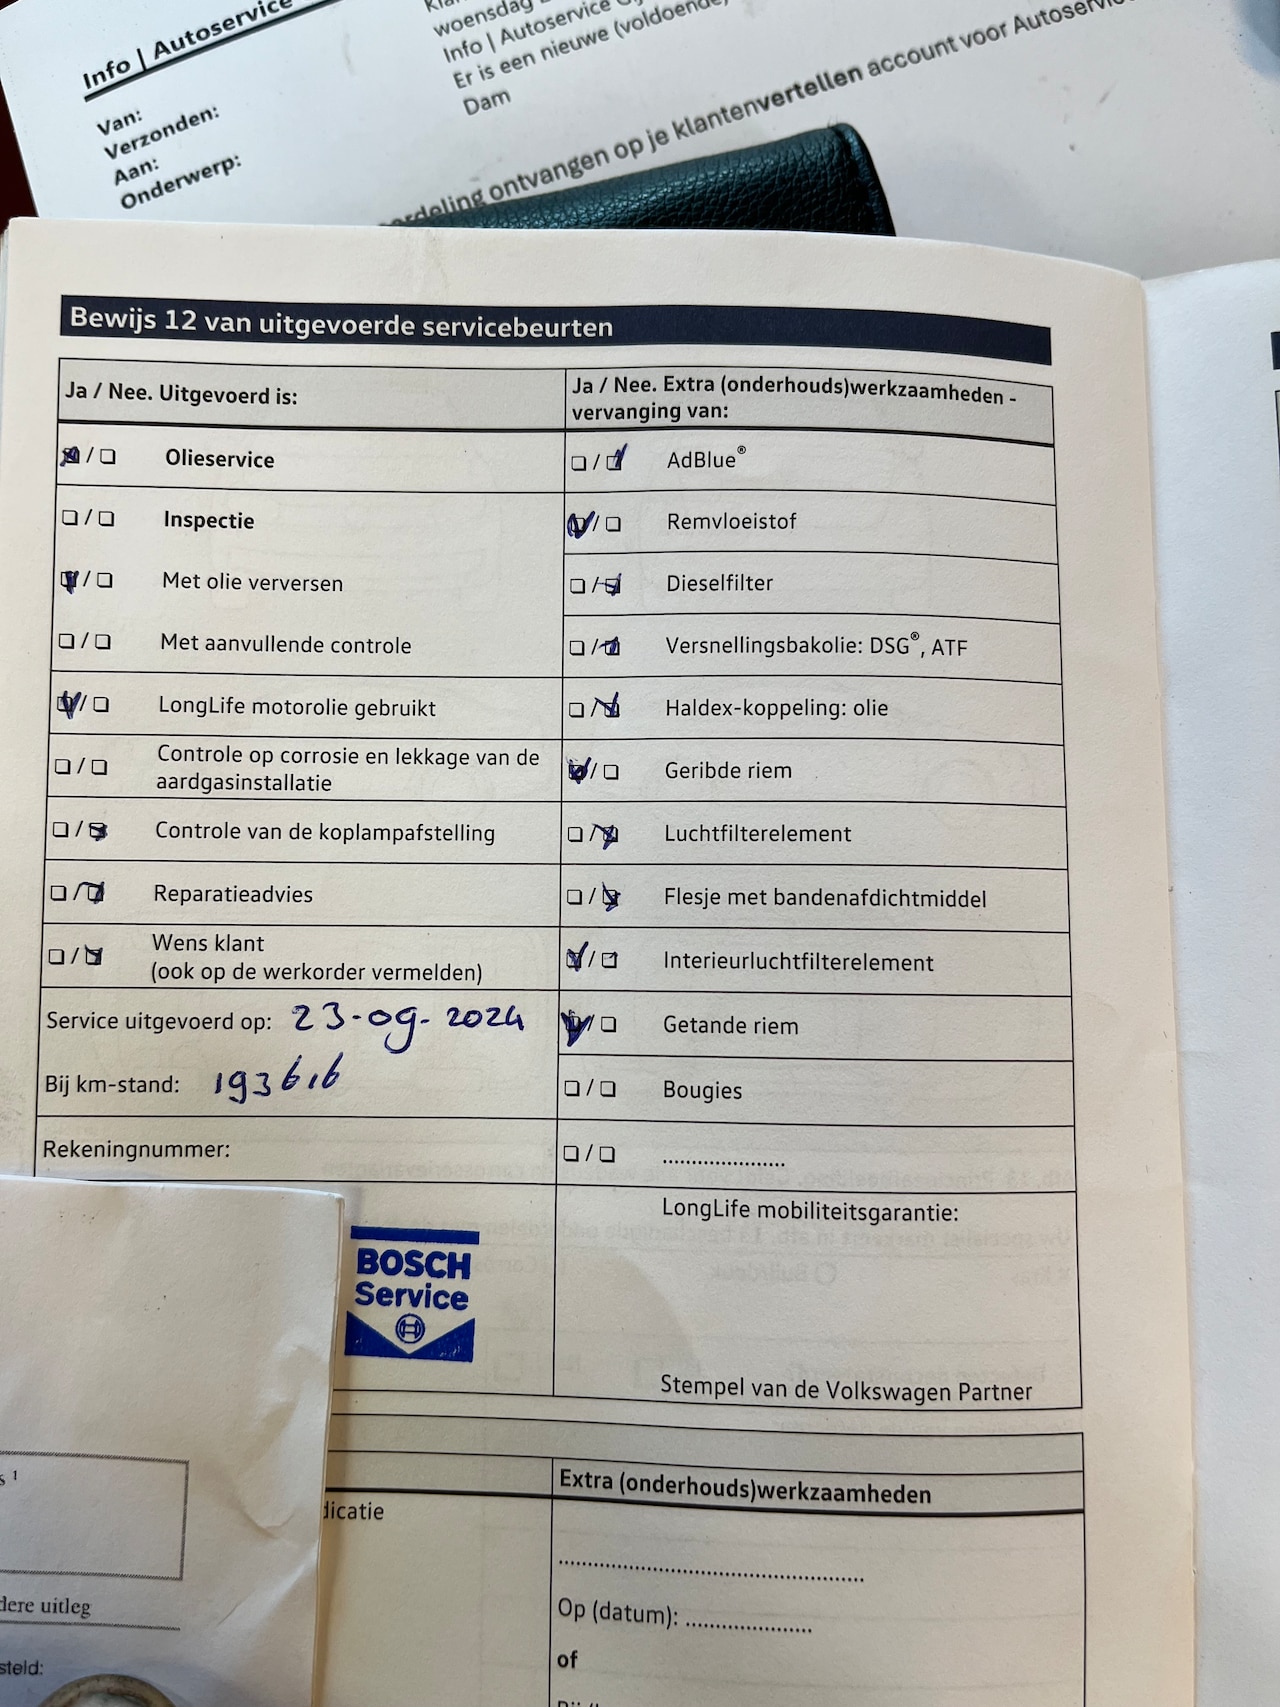 Info | Autoservice
Van:
Verzonden:
Aan:
Onderwerp:
woensdag
Info | Autoservice
Er is een nieuwe (voldoende)
Dam
ordeling ontvangen op je klantenvertellen account voor Autoservice
Bewijs 12 van uitgevoerde servicebeurten
Ja / Nee. Uitgevoerd is:
☒ / ☐ Olieservice
☐ / ☐ Inspectie
☑ / ☐ Met olie verversen
☐ / ☐ Met aanvullende controle
☑ / ☐ LongLife motorolie gebruikt
☐ / ☐ Controle op corrosie en lekkage van de
aardgasinstallatie
☐ / ☑ Controle van de koplampafstelling
☐ / ☑ Reparatieadvies
☐ / ☑ Wens klant
(ook op de werkorder vermelden)
Service uitgevoerd op: 23-09-2024
Bij km-stand: 193616
Rekeningnummer:
BOSCH
Service
Ja / Nee. Extra (onderhouds)werkzaamheden -
vervanging van:
☐ / ☑ AdBlue®
☑ / ☐ Remvloeistof
☐ / ☑ Dieselfilter
☐ / ☑ Versnellingsbakolie: DSG®, ATF
☐ / ☑ Haldex-koppeling: olie
☑ / ☐ Geribde riem
☐ / ☑ Luchtfilterelement
☐ / ☑ Flesje met bandenafdichtmiddel
☑ / ☐ Interieurluchtfilterelement
☑ / ☐ Getande riem
☐ / ☐ Bougies
☐ / ☐ ......................
LongLife mobiliteitsgarantie:
Stempel van de Volkswagen Partner
dicatie
Extra (onderhouds)werkzaamheden
.......................................................
Op (datum): .......................
of
s 1
dere uitleg
steld: